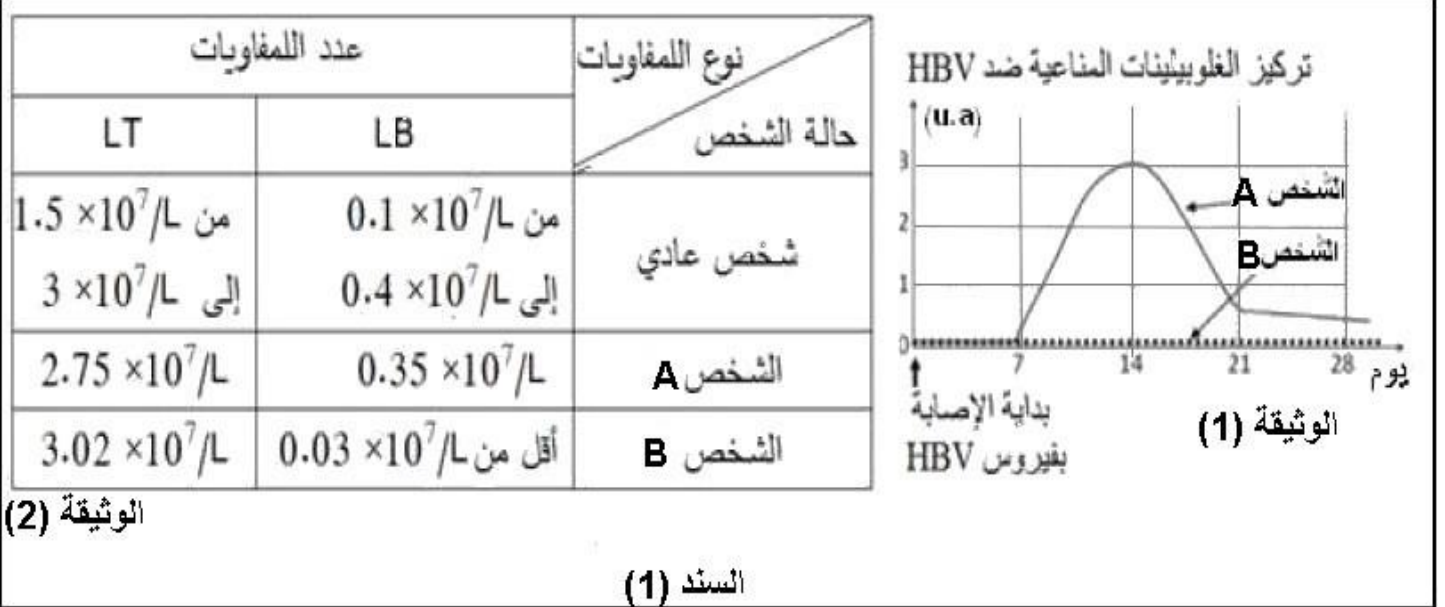 تركيز الغلوبيلينات المناعية ضد HBV
(u.a)
3
2
1
0
الشخص A
الشخص B
7 14 21 28 يوم
بداية الإصابة
بفيروس HBV
الوثيقة (1)
نوع اللمفاويات
حالة الشخص
عدد اللمفاويات
LB LT
شخص عادي
من 0.1 ×10⁷/L
إلى 0.4 ×10⁷/L
من 1.5 ×10⁷/L
إلى 3 ×10⁷/L
الشخص A 0.35 ×10⁷/L 2.75 ×10⁷/L
الشخص B أقل من 0.03 ×10⁷/L 3.02 ×10⁷/L
الوثيقة (2)
السند (1)